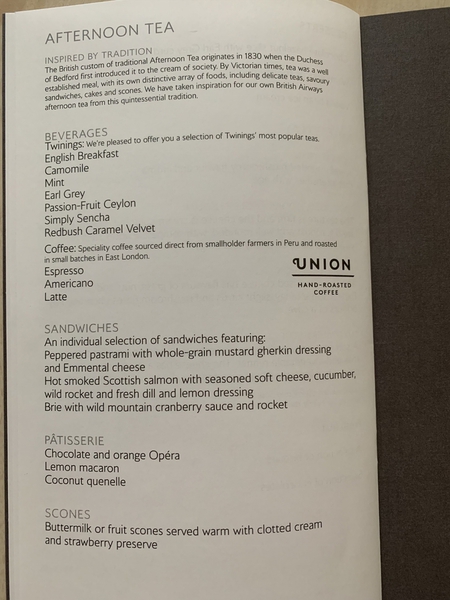 AFTERNOON TEA
INSPIRED BY TRADITION
The British custom of traditional Afternoon Tea originates in 1830 when the Duchess
of Bedford first introduced it to the cream of society. By Victorian times, tea was a well
established meal, with its own distinctive array of foods, including delicate teas, savoury
sandwiches, cakes and scones. We have taken inspiration for our own British Airways
afternoon tea from this quintessential tradition.
BEVERAGES
Twinings: We're pleased to offer you a selection of Twinings' most popular teas.
English Breakfast
Camomile
Mint
Earl Grey
Passion-Fruit Ceylon
Simply Sencha
Redbush Caramel Velvet
Coffee: Speciality coffee sourced direct from smallholder farmers in Peru and roasted
in small batches in East London.
Espresso
Americano
Latte
UNION
HAND-ROASTED
COFFEE
SANDWICHES
An individual selection of sandwiches featuring:
Peppered pastrami with whole-grain mustard gherkin dressing
and Emmental cheese
Hot smoked Scottish salmon with seasoned soft cheese, cucumber,
wild rocket and fresh dill and lemon dressing
Brie with wild mountain cranberry sauce and rocket
PÂTISSERIE
Chocolate and orange Opéra
Lemon macaron
Coconut quenelle
SCONES
Buttermilk or fruit scones served warm with clotted cream
and strawberry preserve